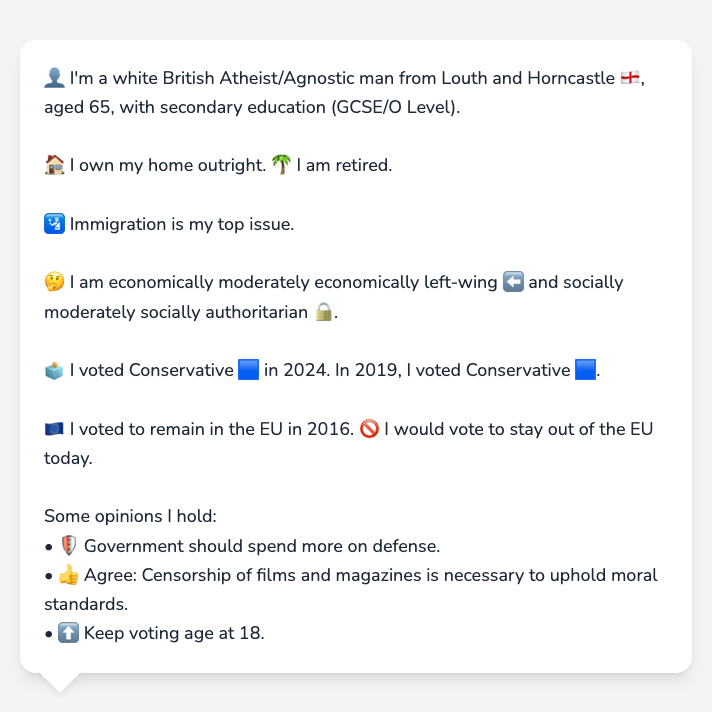 👤 I'm a white British Atheist/Agnostic man from Louth and Horncastle 🏴󠁧󠁢󠁥󠁮󠁧󠁿,
aged 65, with secondary education (GCSE/O Level).
🏠 I own my home outright. 🌴 I am retired.
🛂 Immigration is my top issue.
🤔 I am economically moderately economically left-wing ⬅️ and socially
moderately socially authoritarian 🔒.
🗳️ I voted Conservative 🟦 in 2024. In 2019, I voted Conservative 🟦.
🇪🇺 I voted to remain in the EU in 2016. 🚫 I would vote to stay out of the EU
today.
Some opinions I hold:
• 🛡️ Government should spend more on defense.
• 👍 Agree: Censorship of films and magazines is necessary to uphold moral
standards.
• ⬆️ Keep voting age at 18.